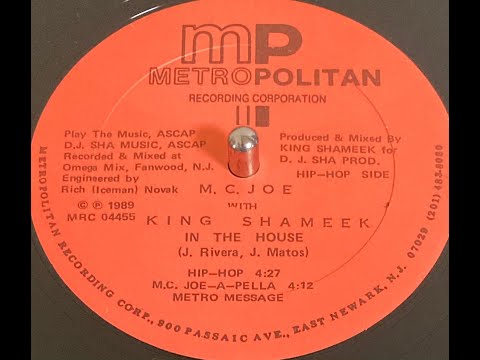 mp
METROPOLITAN
RECORDING CORPORATION
Play The Music, ASCAP
D.J. SHA MUSIC, ASCAP
Recorded & Mixed at
Omega Mix, Fanwood, N.J.
Engineered by
Rich (Iceman) Novak
Produced & Mixed By
KING SHAMEEK for
D. J. SHA PROD.
HIP-HOP SIDE
© ℗ 1989
MRC 04455
M.C. JOE
WITH
KING SHAMEEK
IN THE HOUSE
(J. Rivera, J. Matos)
HIP-HOP 4:27
M.C. JOE-A-PELLA 4:12
METRO MESSAGE
METROPOLITAN RECORDING CORP., 900 PASSAIC AVE., EAST NEWARK, N.J. 07029 (201) 483-8080